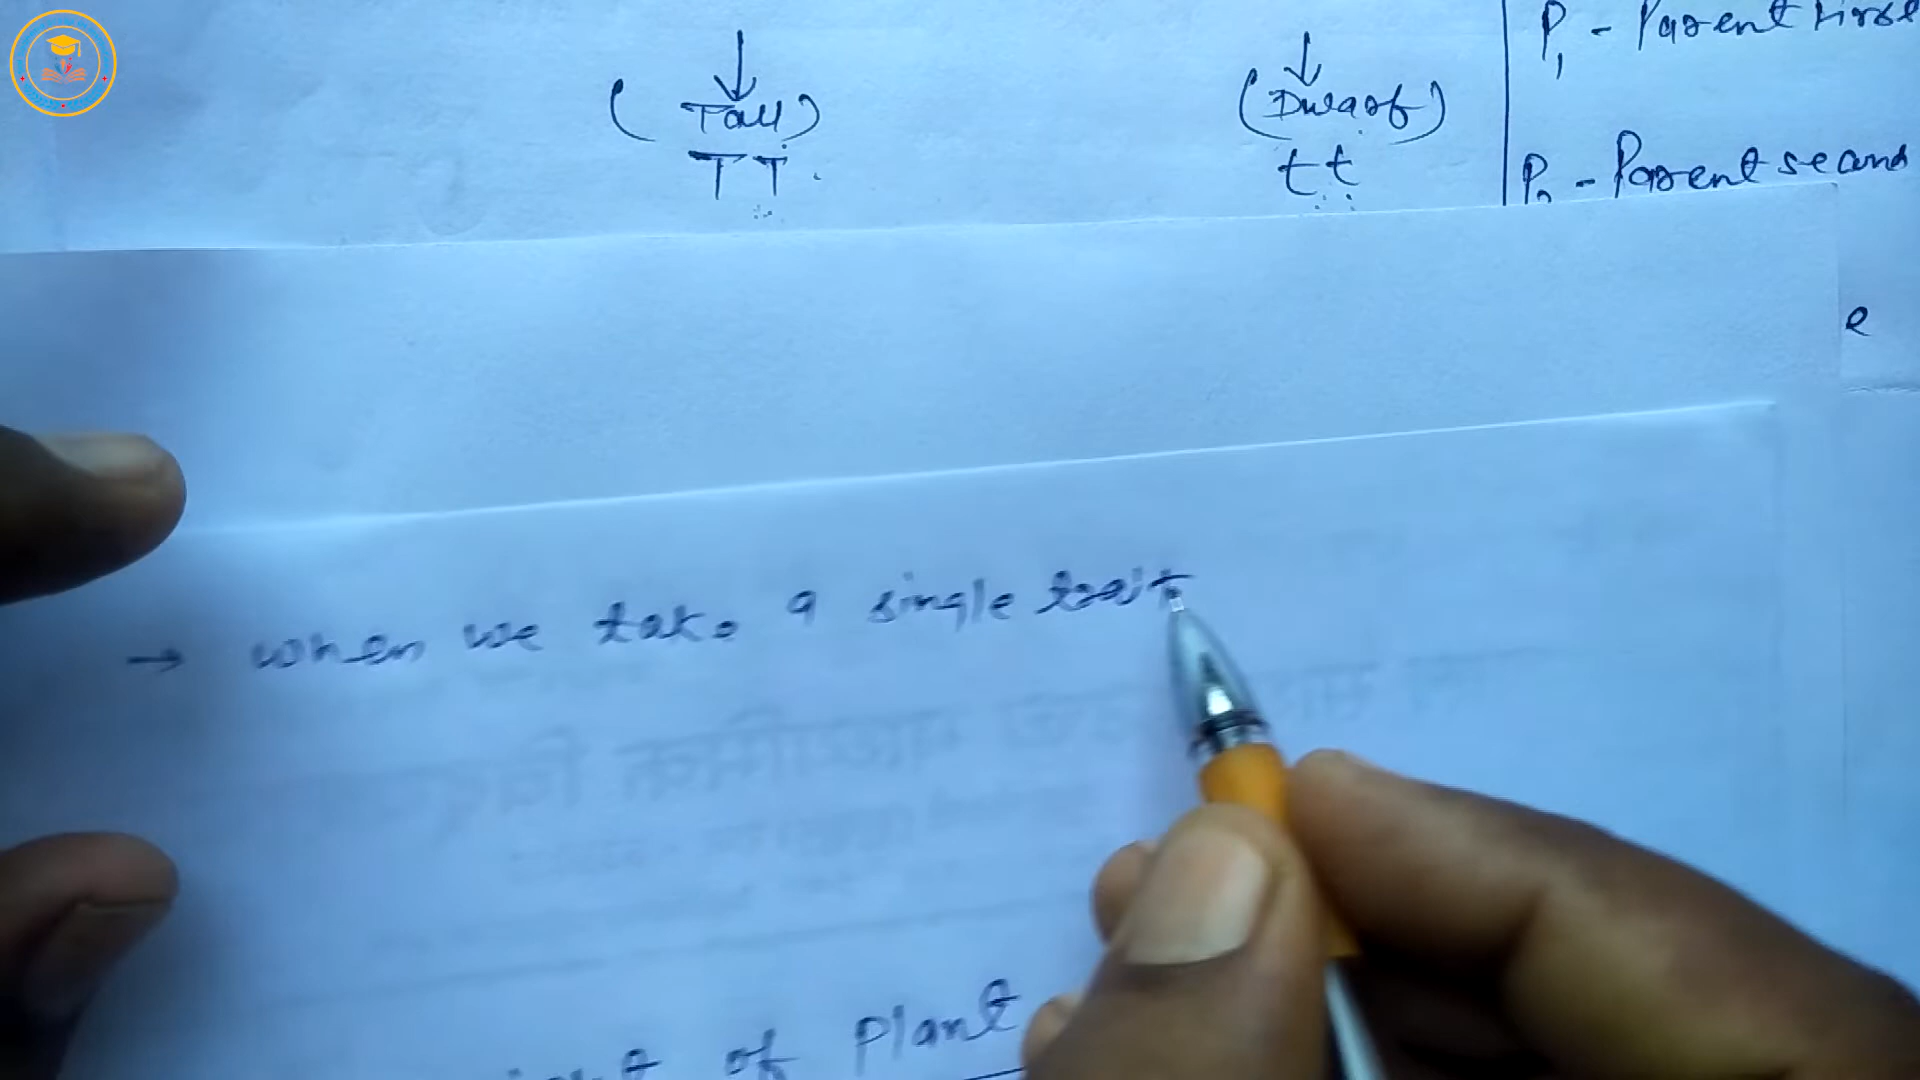 P1 - Parent First
( Tall )
(Dwarf)
TT
tt
P2 - Parent second
e
→ when we take a single trait
of Plant